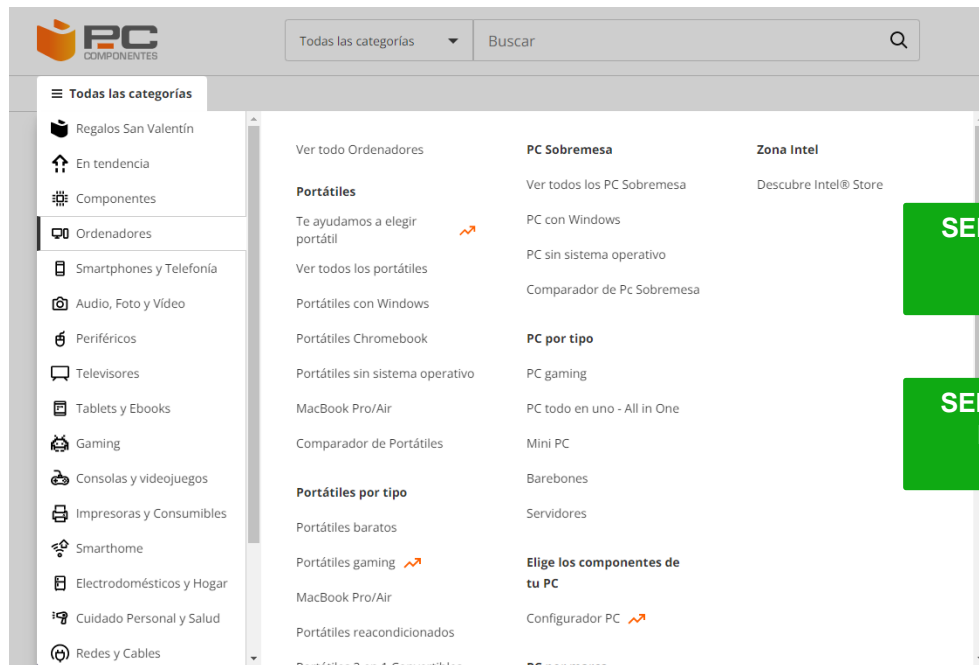 PC
COMPONENTES
Todas las categorías
Buscar
Todas las categorías
Regalos San Valentín
En tendencia
Componentes
Ordenadores
Smartphones y Telefonía
Audio, Foto y Vídeo
Periféricos
Televisores
Tablets y Ebooks
Gaming
Consolas y videojuegos
Impresoras y Consumibles
Smarthome
Electrodomésticos y Hogar
Cuidado Personal y Salud
Redes y Cables
Ver todo Ordenadores
Portátiles
Te ayudamos a elegir
portátil
Ver todos los portátiles
Portátiles con Windows
Portátiles Chromebook
Portátiles sin sistema operativo
MacBook Pro/Air
Comparador de Portátiles
Portátiles por tipo
Portátiles baratos
Portátiles gaming
MacBook Pro/Air
Portátiles reacondicionados
PC Sobremesa
Ver todos los PC Sobremesa
PC con Windows
PC sin sistema operativo
Comparador de Pc Sobremesa
PC por tipo
PC gaming
PC todo en uno - All in One
Mini PC
Barebones
Servidores
Elige los componentes de
tu PC
Configurador PC
Zona Intel
Descubre Intel® Store